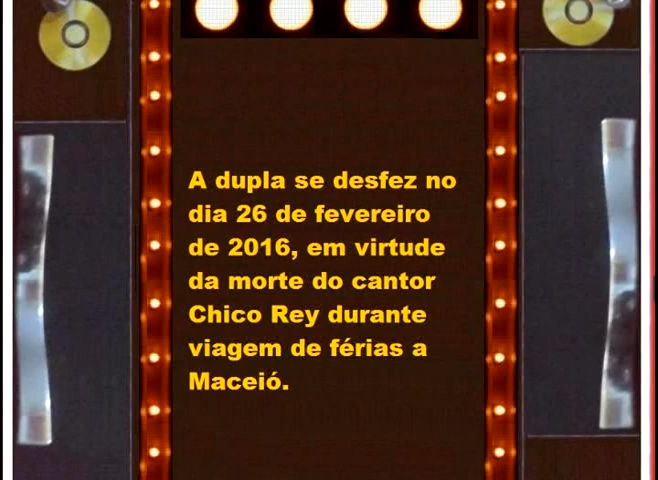 A dupla se desfez no
dia 26 de fevereiro
de 2016, em virtude
da morte do cantor
Chico Rey durante
viagem de férias a
Maceió.